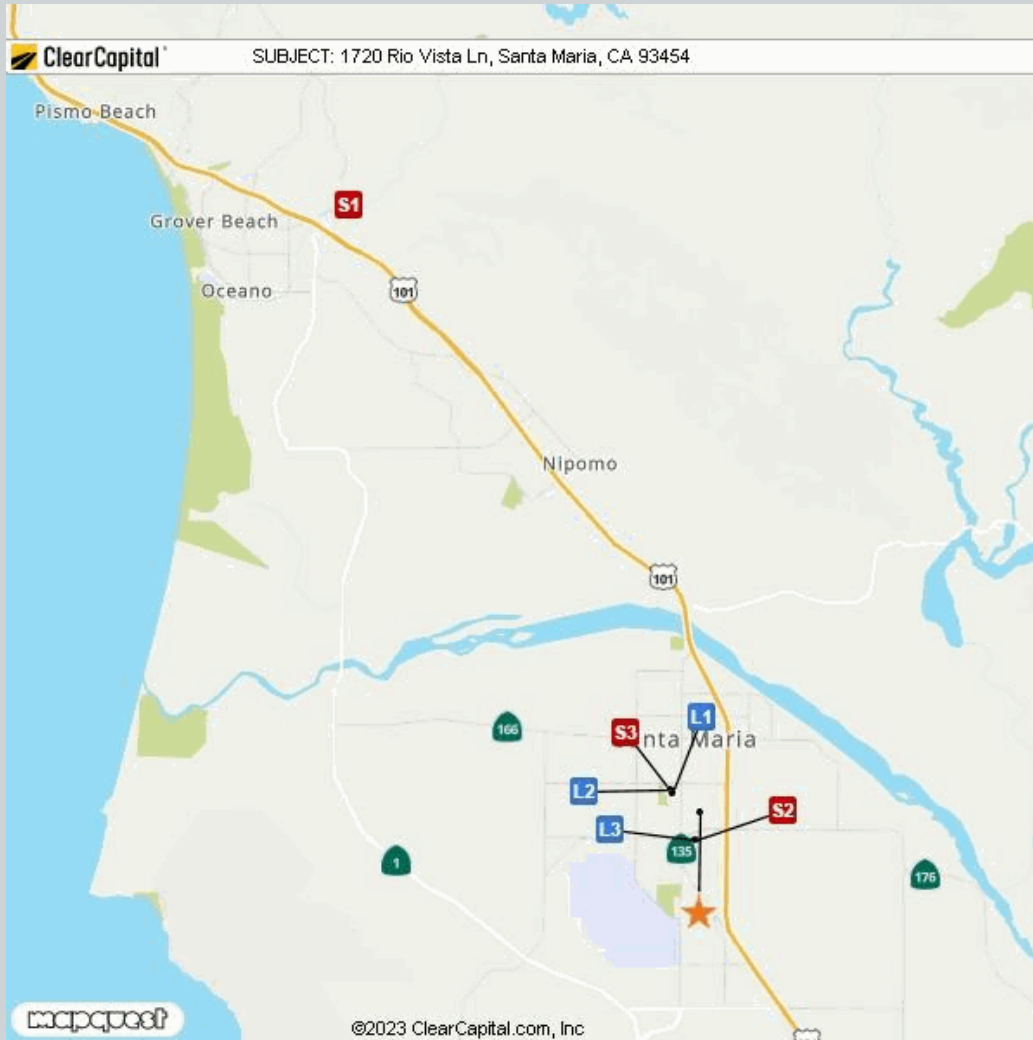 ClearCapital SUBJECT: 1720 Rio Vista Ln, Santa Maria, CA 93454
Pismo Beach
S1
Grover Beach
Oceano
101
Nipomo
101
L1
166
S3 nta Maria
L2
S2
L3
135
1
176
mapquest
©2023 ClearCapital.com, Inc